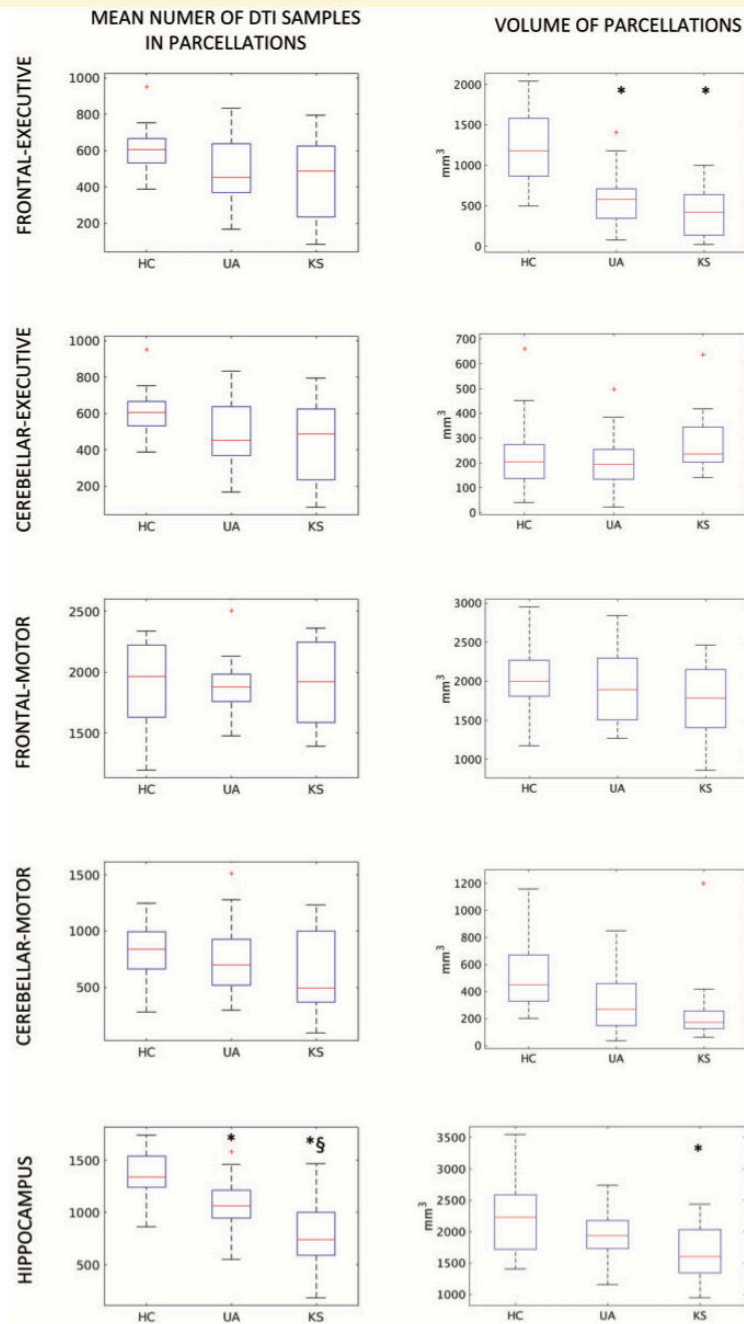 MEAN NUMER OF DTI SAMPLES
IN PARCELLATIONS
VOLUME OF PARCELLATIONS
FRONTAL-EXECUTIVE
1000
800
600
400
200
HC UA KS
mm³
2000
1500
1000
500
0
* *
HC UA KS
CEREBELLAR-EXECUTIVE
1000
800
600
400
200
HC UA KS
mm³
700
600
500
400
300
200
100
0
HC UA KS
FRONTAL-MOTOR
2500
2000
1500
HC UA KS
mm³
3000
2500
2000
1500
1000
HC UA KS
CEREBELLAR-MOTOR
1500
1000
500
HC UA KS
mm³
1200
1000
800
600
400
200
0
HC UA KS
HIPPOCAMPUS
1500
1000
500
* *§
HC UA KS
mm³
3500
3000
2500
2000
1500
1000
*
HC UA KS